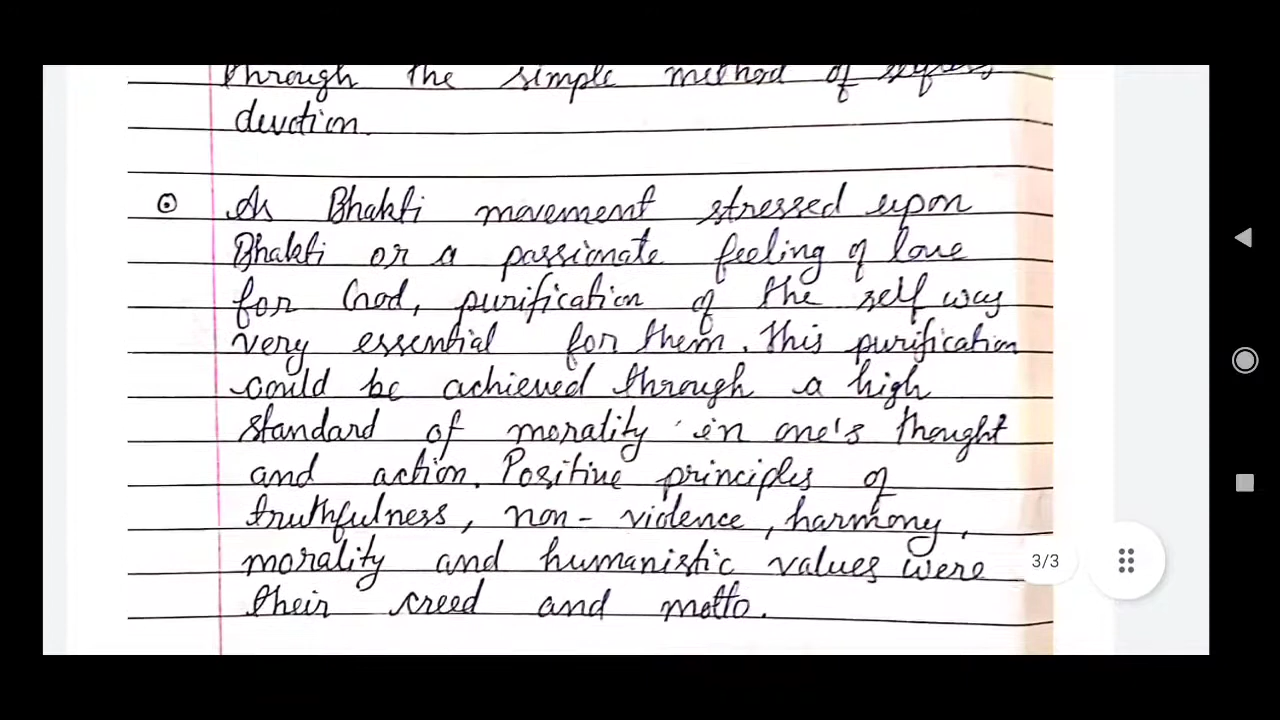 through the simple method of selfless
devotion.
As Bhakti movement stressed upon
Bhakti or a passionate feeling of love
for God, purification of the self was
very essential for them. This purification
could be achieved through a high
standard of morality in one's thought
and action. Positive principles of
truthfulness, non-violence, harmony,
morality and humanistic values were
their creed and motto.
3/3